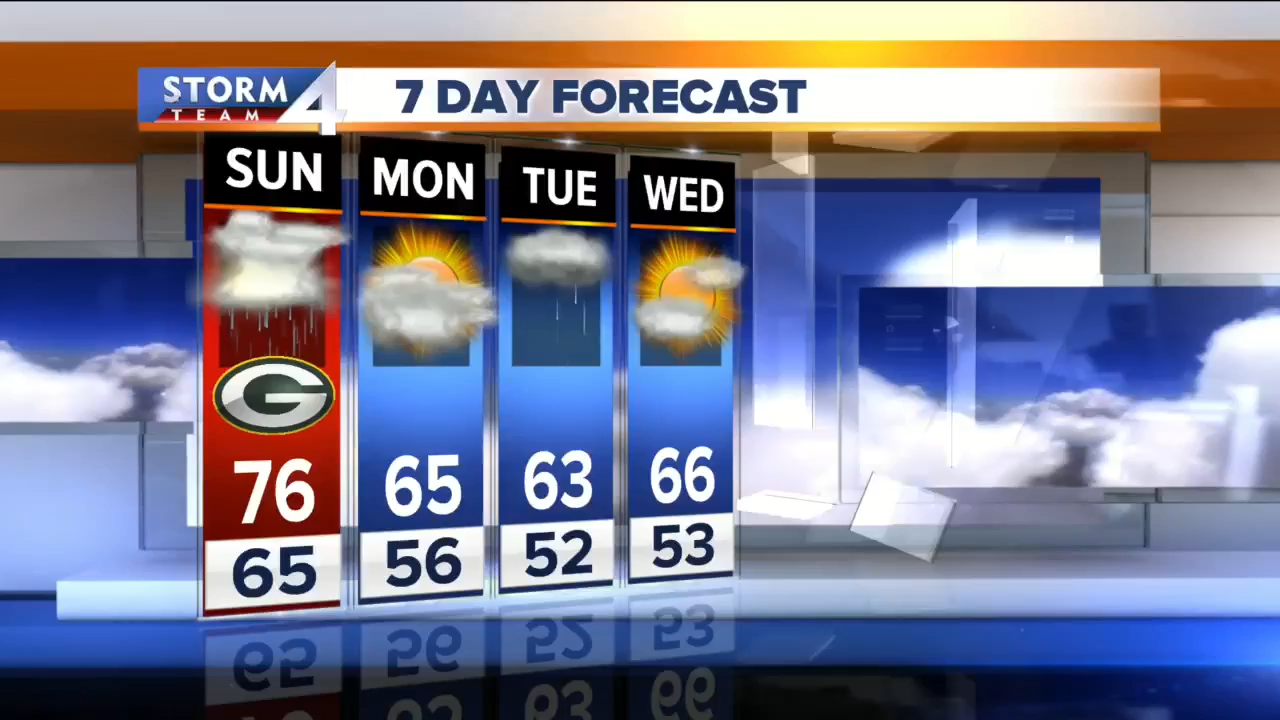 STORM TEAM 4
7 DAY FORECAST
SUN MON TUE WED
G
76 65 63 66
65 56 52 53